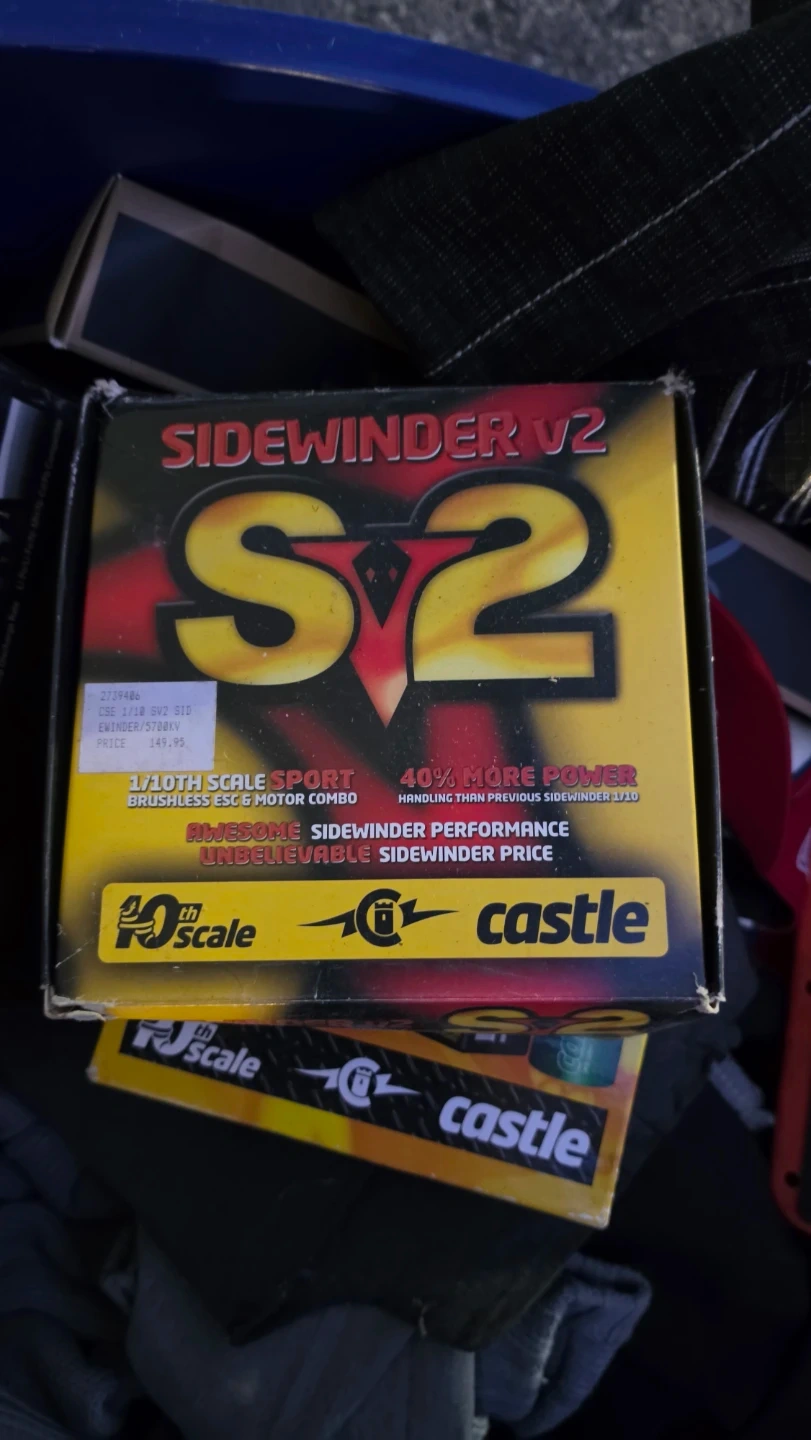 SIDEWINDER v2
Sv2
2739406
CSE 1/10 SV2 SID
EWINDER/5700KV
PRICE 149.95
1/10TH SCALE SPORT
BRUSHLESS ESC & MOTOR COMBO
40% MORE POWER
HANDLING THAN PREVIOUS SIDEWINDER 1/10
AWESOME SIDEWINDER PERFORMANCE
UNBELIEVABLE SIDEWINDER PRICE
10th scale
castle
S2
10th scale
castle